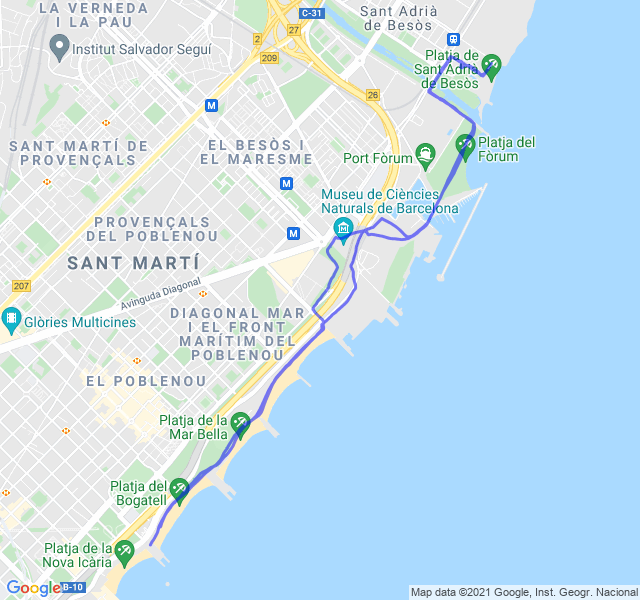 LA VERNEDA
I LA PAU
C-31
Sant Adrià
de Besòs
27
2
Institut Salvador Seguí
209
Platja de
Sant Adrià
de Besòs
26
M
SANT MARTÍ DE
PROVENÇALS
EL BESÒS I
EL MARESME
Port Fòrum
Platja del
Fòrum
M
Museu de Ciències
Naturals de Barcelona
PROVENÇALS
DEL POBLENOU
M
SANT MARTÍ
207
Avinguda Diagonal
Glòries Multicines
DIAGONAL MAR
I EL FRONT
MARÍTIM DEL
POBLENOU
EL POBLENOU
Platja de la
Mar Bella
Platja del
Bogatell
Platja de la
Nova Icària
Google
B-10
Map data ©2021 Google, Inst. Geogr. Nacional